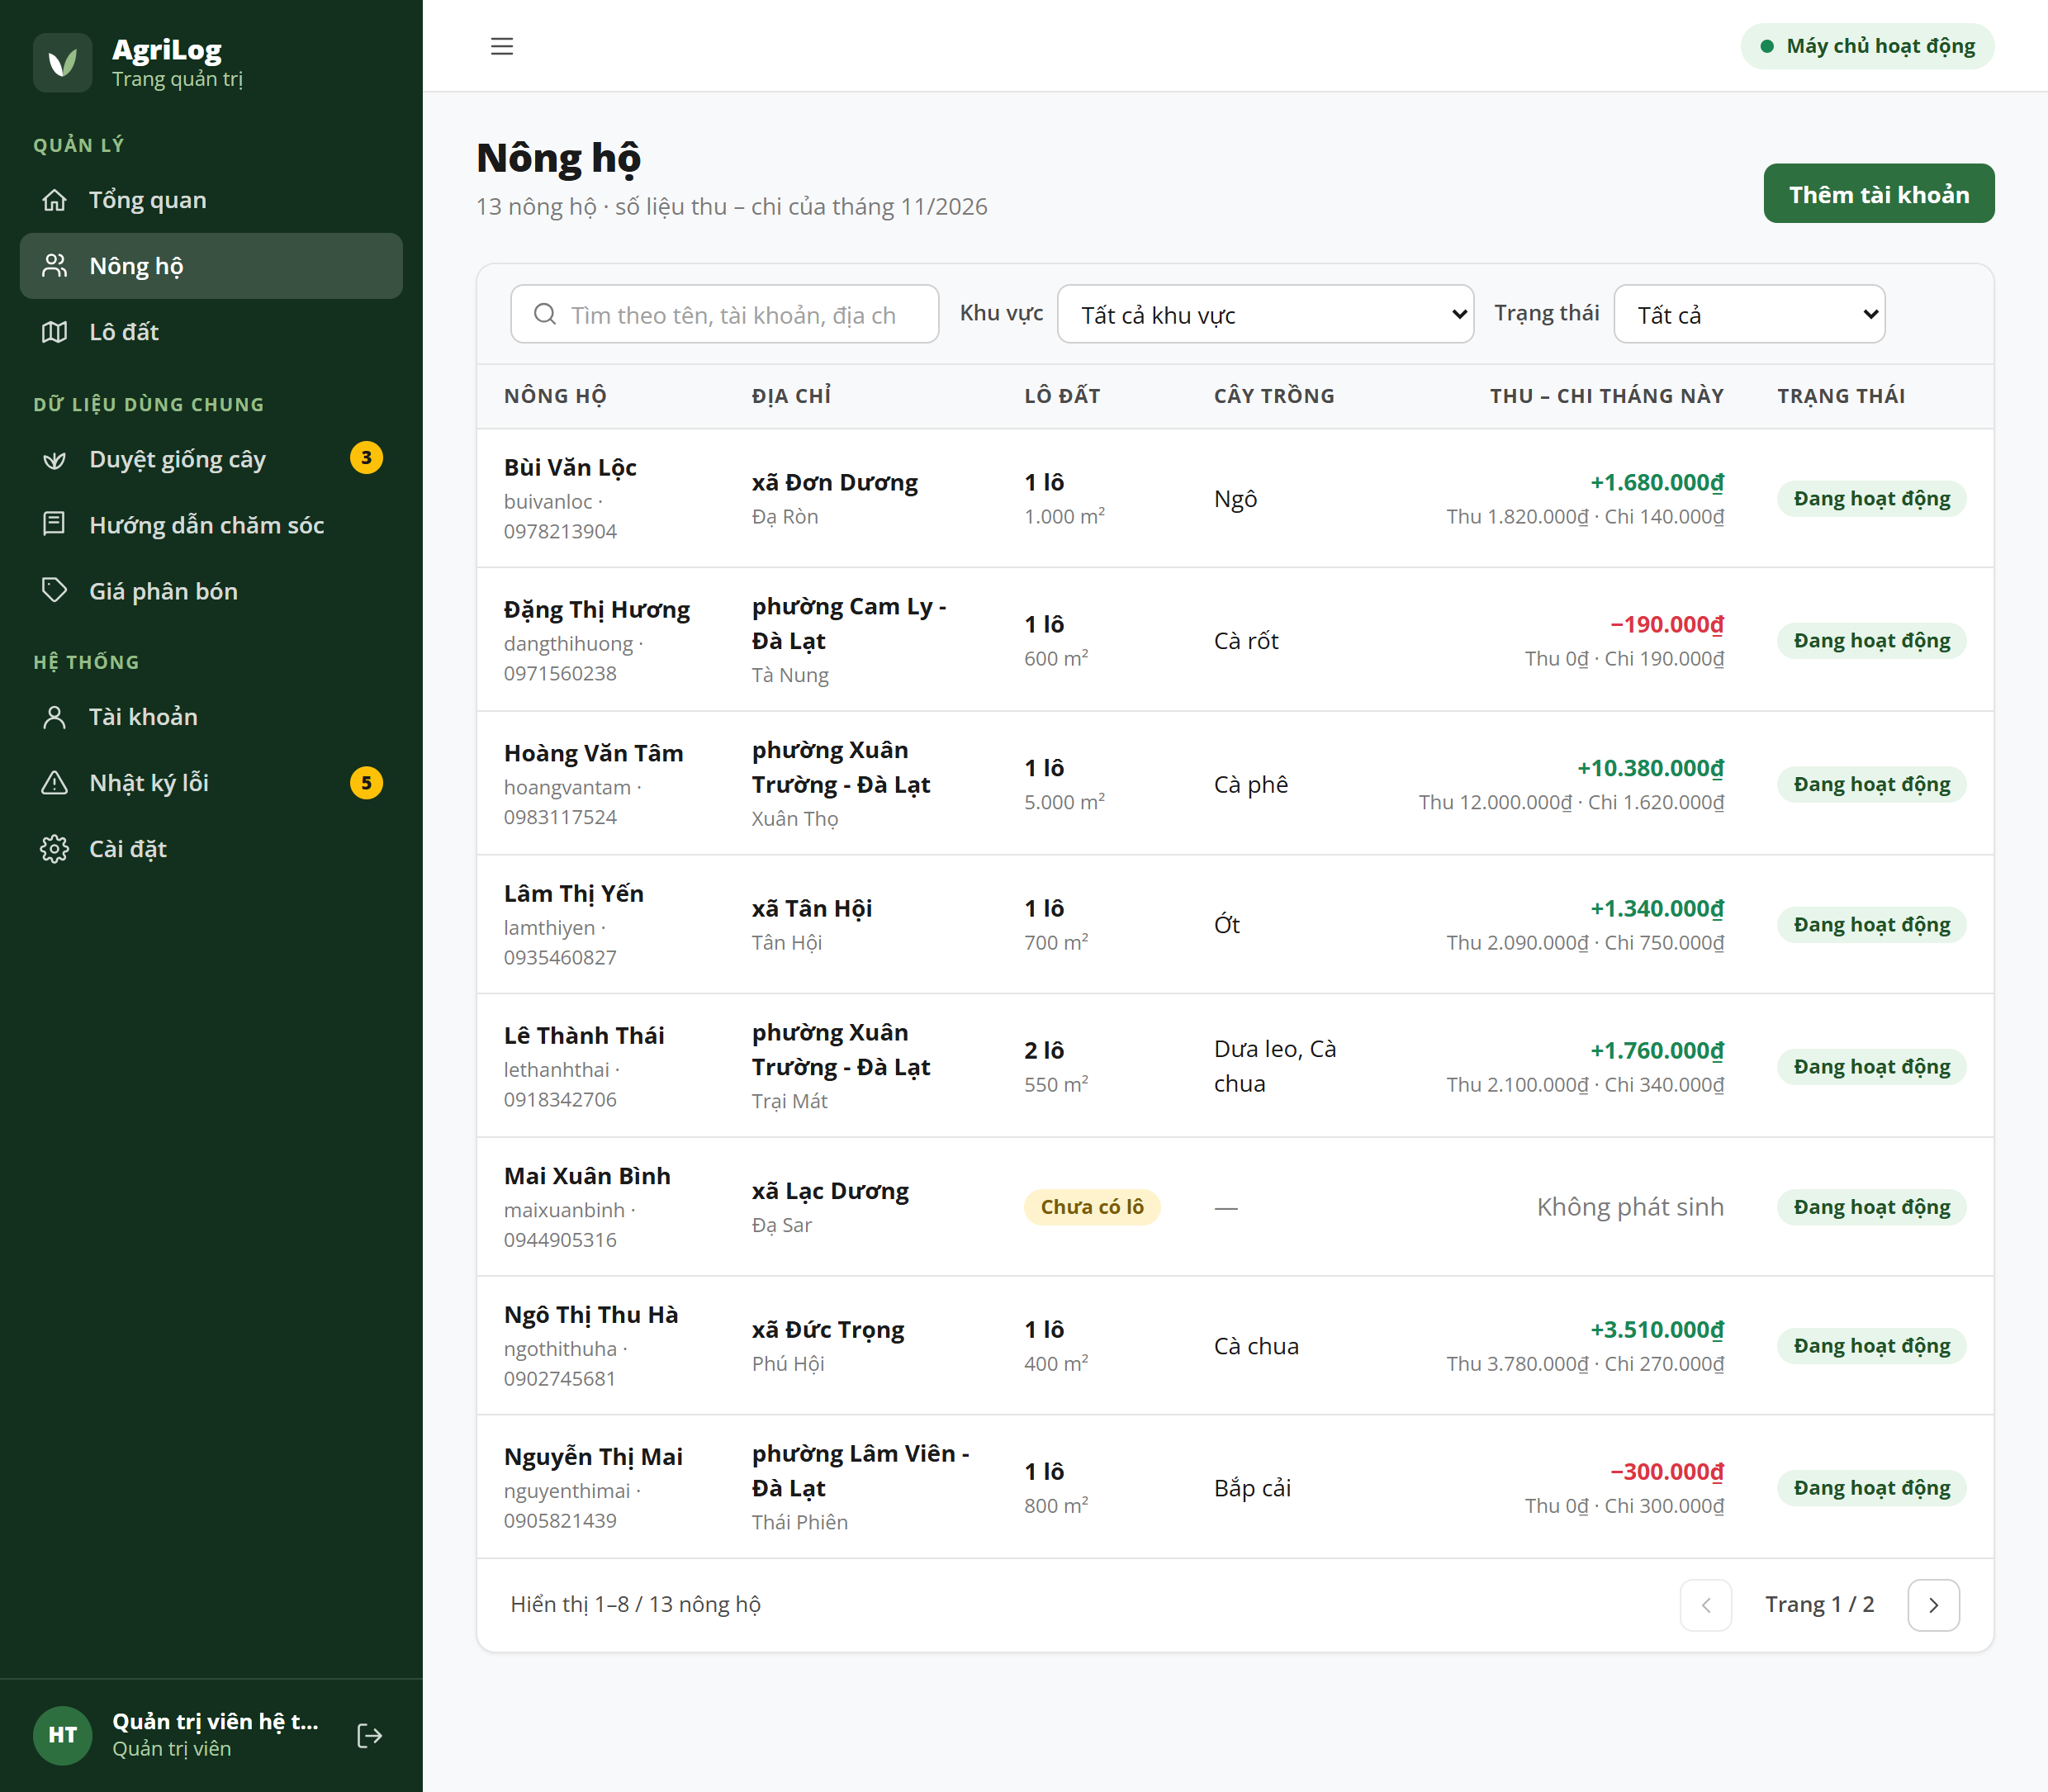 AgriLog
Trang quản trị
QUẢN LÝ
Tổng quan
Nông hộ
Lô đất
DỮ LIỆU DÙNG CHUNG
Duyệt giống cây 3
Hướng dẫn chăm sóc
Giá phân bón
HỆ THỐNG
Tài khoản
Nhật ký lỗi 5
Cài đặt
HT
Quản trị viên hệ t...
Quản trị viên
Máy chủ hoạt động
Nông hộ
13 nông hộ · số liệu thu – chi của tháng 11/2026
Thêm tài khoản
Tìm theo tên, tài khoản, địa ch
Khu vực
Tất cả khu vực
Trạng thái
Tất cả
NÔNG HỘ ĐỊA CHỈ LÔ ĐẤT CÂY TRỒNG THU – CHI THÁNG NÀY TRẠNG THÁI
Bùi Văn Lộc
buivanloc ·
0978213904
xã Đơn Dương
Đạ Ròn
1 lô
1.000 m²
Ngô
+1.680.000₫
Thu 1.820.000₫ · Chi 140.000₫
Đang hoạt động
Đặng Thị Hương
dangthihuong ·
0971560238
phường Cam Ly -
Đà Lạt
Tà Nung
1 lô
600 m²
Cà rốt
−190.000₫
Thu 0₫ · Chi 190.000₫
Đang hoạt động
Hoàng Văn Tâm
hoangvantam ·
0983117524
phường Xuân
Trường - Đà Lạt
Xuân Thọ
1 lô
5.000 m²
Cà phê
+10.380.000₫
Thu 12.000.000₫ · Chi 1.620.000₫
Đang hoạt động
Lâm Thị Yến
lamthiyen ·
0935460827
xã Tân Hội
Tân Hội
1 lô
700 m²
Ớt
+1.340.000₫
Thu 2.090.000₫ · Chi 750.000₫
Đang hoạt động
Lê Thành Thái
lethanhthai ·
0918342706
phường Xuân
Trường - Đà Lạt
Trại Mát
2 lô
550 m²
Dưa leo, Cà
chua
+1.760.000₫
Thu 2.100.000₫ · Chi 340.000₫
Đang hoạt động
Mai Xuân Bình
maixuanbinh ·
0944905316
xã Lạc Dương
Đạ Sar
Chưa có lô
—
Không phát sinh
Đang hoạt động
Ngô Thị Thu Hà
ngothithuha ·
0902745681
xã Đức Trọng
Phú Hội
1 lô
400 m²
Cà chua
+3.510.000₫
Thu 3.780.000₫ · Chi 270.000₫
Đang hoạt động
Nguyễn Thị Mai
nguyenthimai ·
0905821439
phường Lâm Viên -
Đà Lạt
Thái Phiên
1 lô
800 m²
Bắp cải
−300.000₫
Thu 0₫ · Chi 300.000₫
Đang hoạt động
Hiển thị 1–8 / 13 nông hộ
Trang 1 / 2